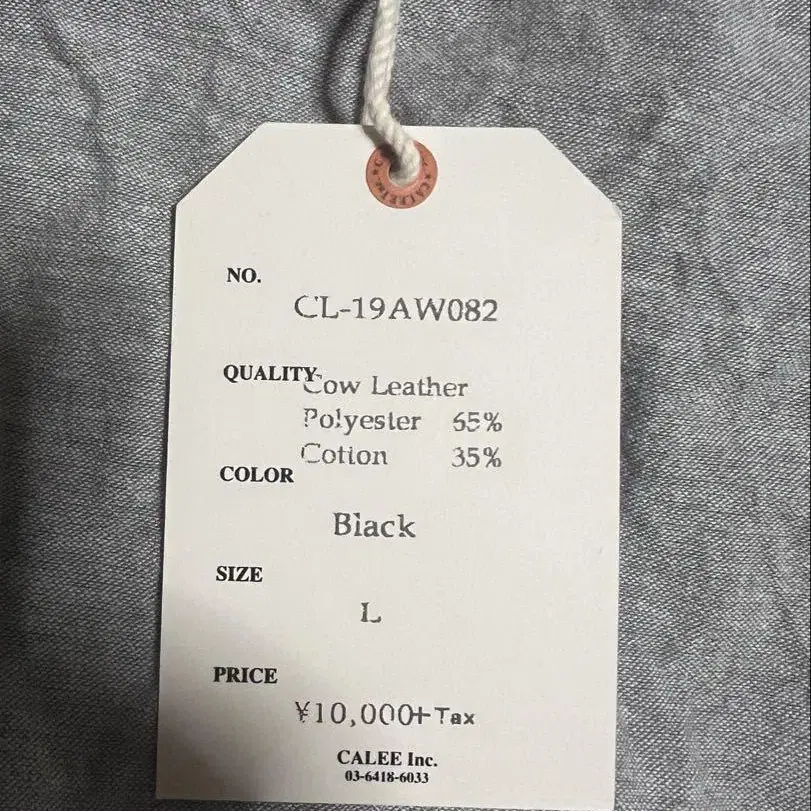 NO.
CL-19AW082
QUALITY
Cow Leather
Polyester 65%
Cotton 35%
COLOR
Black
SIZE
L
PRICE
¥10,000+Tax
CALEE Inc.
03-6418-6033